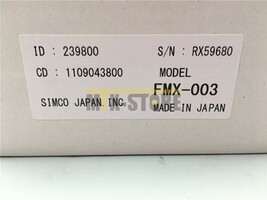 ID : 239800 S/N : RX59680
CD : 1109043800 MODEL
FMX-003
SIMCO JAPAN.INC. MADE IN JAPAN